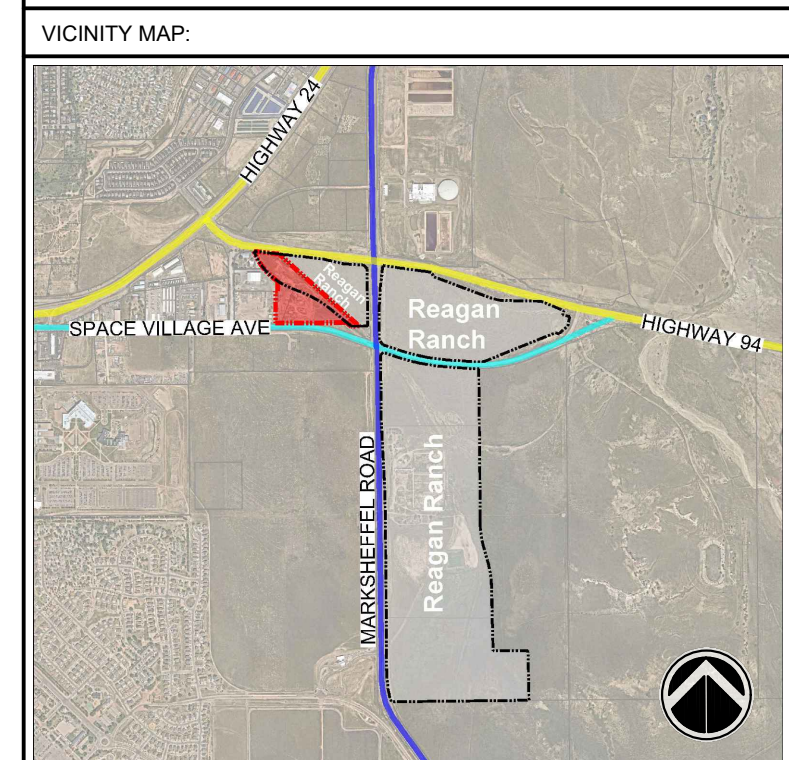 VICINITY MAP:
HIGHWAY 24
Reagan
Ranch
Reagan
Ranch
SPACE VILLAGE AVE
HIGHWAY 94
MARKSHEFFEL ROAD
Reagan Ranch